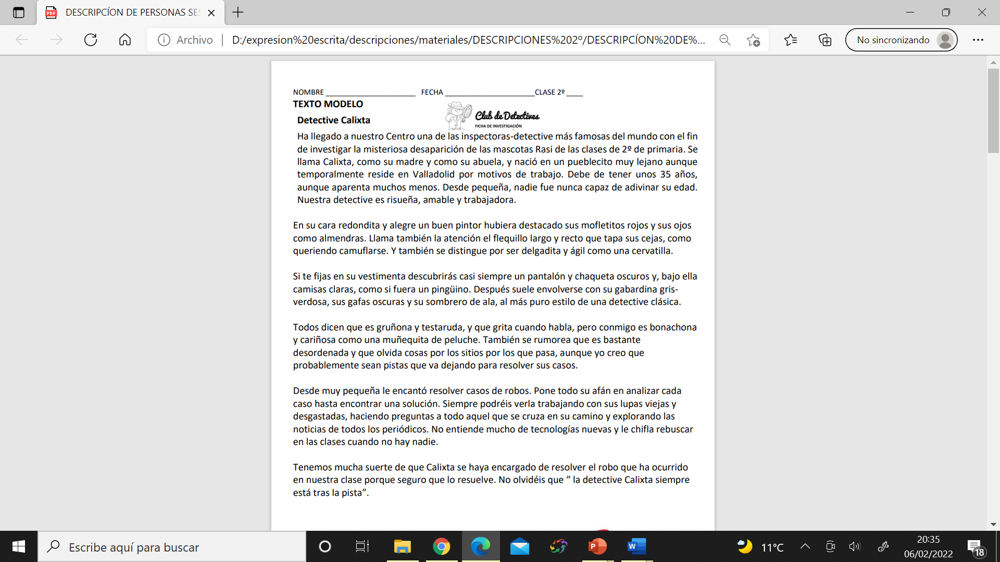 DESCRIPCÍON DE PERSONAS SES
Archivo
D:/expresion%20escrita/descripciones/materiales/DESCRIPCIONES%202º/DESCRIPCÍON%20DE%...
No sincronizando
NOMBRE ______________________ FECHA ______________________CLASE 2º ____
TEXTO MODELO
Club de Detectives
Detective Calixta
FICHA DE INVESTIGACIÓN
Ha llegado a nuestro Centro una de las inspectoras-detective más famosas del mundo con el fin
de investigar la misteriosa desaparición de las mascotas Rasi de las clases de 2º de primaria. Se
llama Calixta, como su madre y como su abuela, y nació en un pueblecito muy lejano aunque
temporalmente reside en Valladolid por motivos de trabajo. Debe de tener unos 35 años,
aunque aparenta muchos menos. Desde pequeña, nadie fue nunca capaz de adivinar su edad.
Nuestra detective es risueña, amable y trabajadora.
En su cara redondita y alegre un buen pintor hubiera destacado sus mofletitos rojos y sus ojos
como almendras. Llama también la atención el flequillo largo y recto que tapa sus cejas, como
queriendo camuflarse. Y también se distingue por ser delgadita y ágil como una cervatilla.
Si te fijas en su vestimenta descubrirás casi siempre un pantalón y chaqueta oscuros y, bajo ella
camisas claras, como si fuera un pingüino. Después suele envolverse con su gabardina gris-
verdosa, sus gafas oscuras y su sombrero de ala, al más puro estilo de una detective clásica.
Todos dicen que es gruñona y testaruda, y que grita cuando habla, pero conmigo es bonachona
y cariñosa como una muñequita de peluche. También se rumorea que es bastante
desordenada y que olvida cosas por los sitios por los que pasa, aunque yo creo que
probablemente sean pistas que va dejando para resolver sus casos.
Desde muy pequeña le encantó resolver casos de robos. Pone todo su afán en analizar cada
caso hasta encontrar una solución. Siempre podréis verla trabajando con sus lupas viejas y
desgastadas, haciendo preguntas a todo aquel que se cruza en su camino y explorando las
noticias de todos los periódicos. No entiende mucho de tecnologías nuevas y le chifla rebuscar
en las clases cuando no hay nadie.
Tenemos mucha suerte de que Calixta se haya encargado de resolver el robo que ha ocurrido
en nuestra clase porque seguro que lo resuelve. No olvidéis que “ la detective Calixta siempre
está tras la pista”.
Escribe aquí para buscar
11°C
20:35
06/02/2022
18